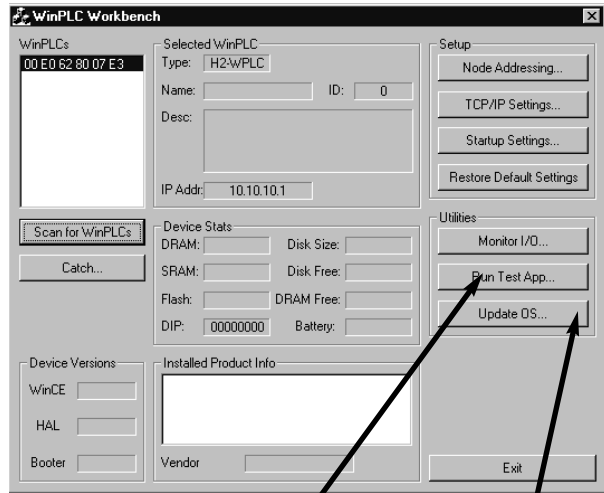 WinPLC Workbench
WinPLCs
00 E0 62 80 07 E3
Scan for WinPLCs
Catch...
Selected WinPLC
Type: H2-WPLC
Name: ID: 0
Desc:
IP Addr: 10.10.10.1
Device Stats
DRAM: Disk Size:
SRAM: Disk Free:
Flash: DRAM Free:
DIP: 00000000 Battery:
Device Versions
WinCE
HAL
Booter
Installed Product Info
Vendor
Setup
Node Addressing...
TCP/IP Settings...
Startup Settings...
Restore Default Settings
Utilities
Monitor I/O...
Run Test App...
Update OS...
Exit